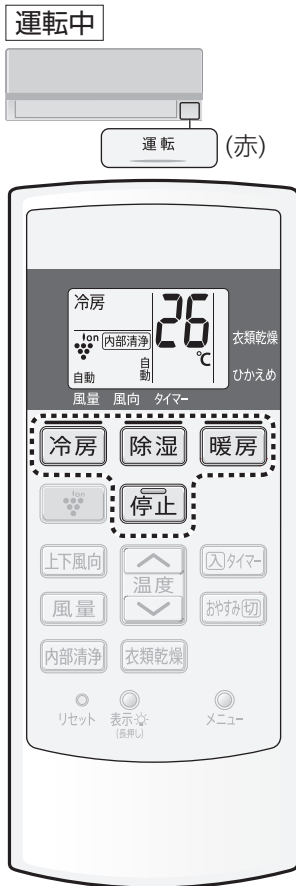 運転中
運転 (赤)
冷房 26℃
ion 内部清浄 自動 衣類乾燥
自動 ひかえめ
風量 風向 タイマー
冷房 除湿 暖房
ion 停止
上下風向 温度 入タイマー
風量 おやすみ切
内部清浄 衣類乾燥
リセット 表示 メニュー
(長押し)